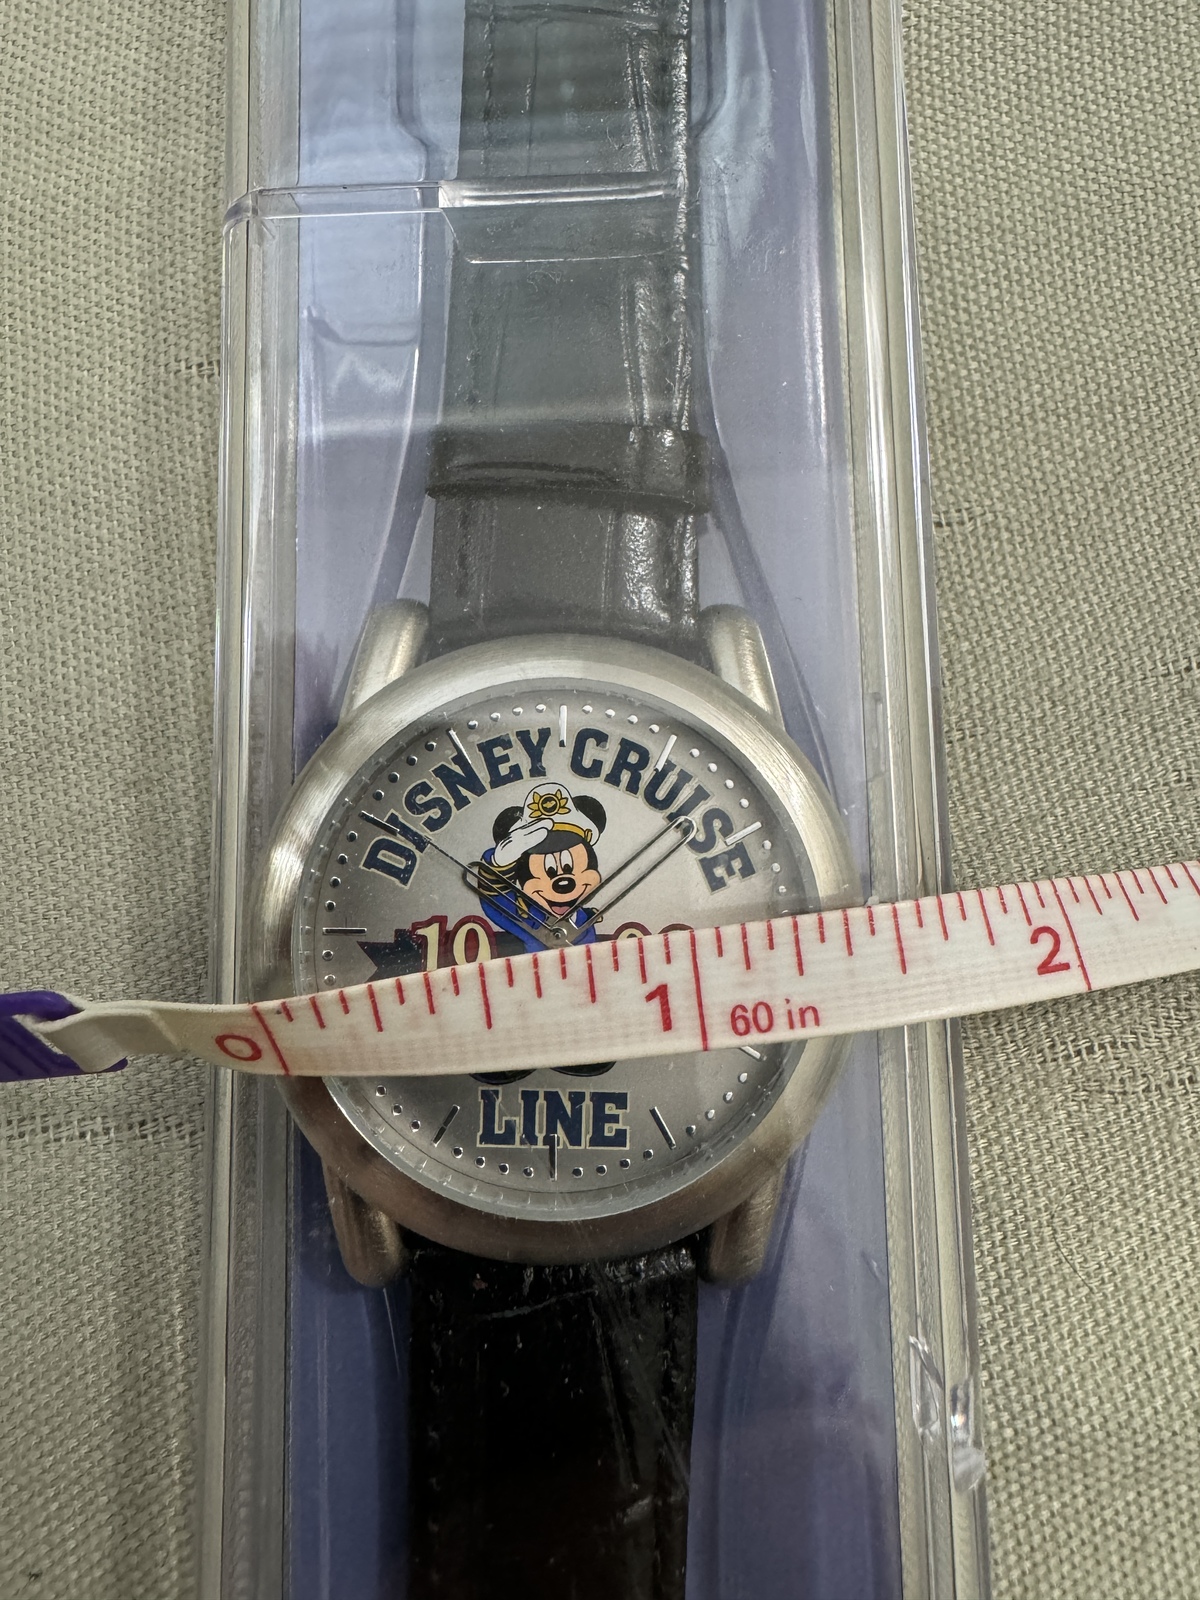 DISNEY CRUISE
19
LINE
0 1 60 in 2